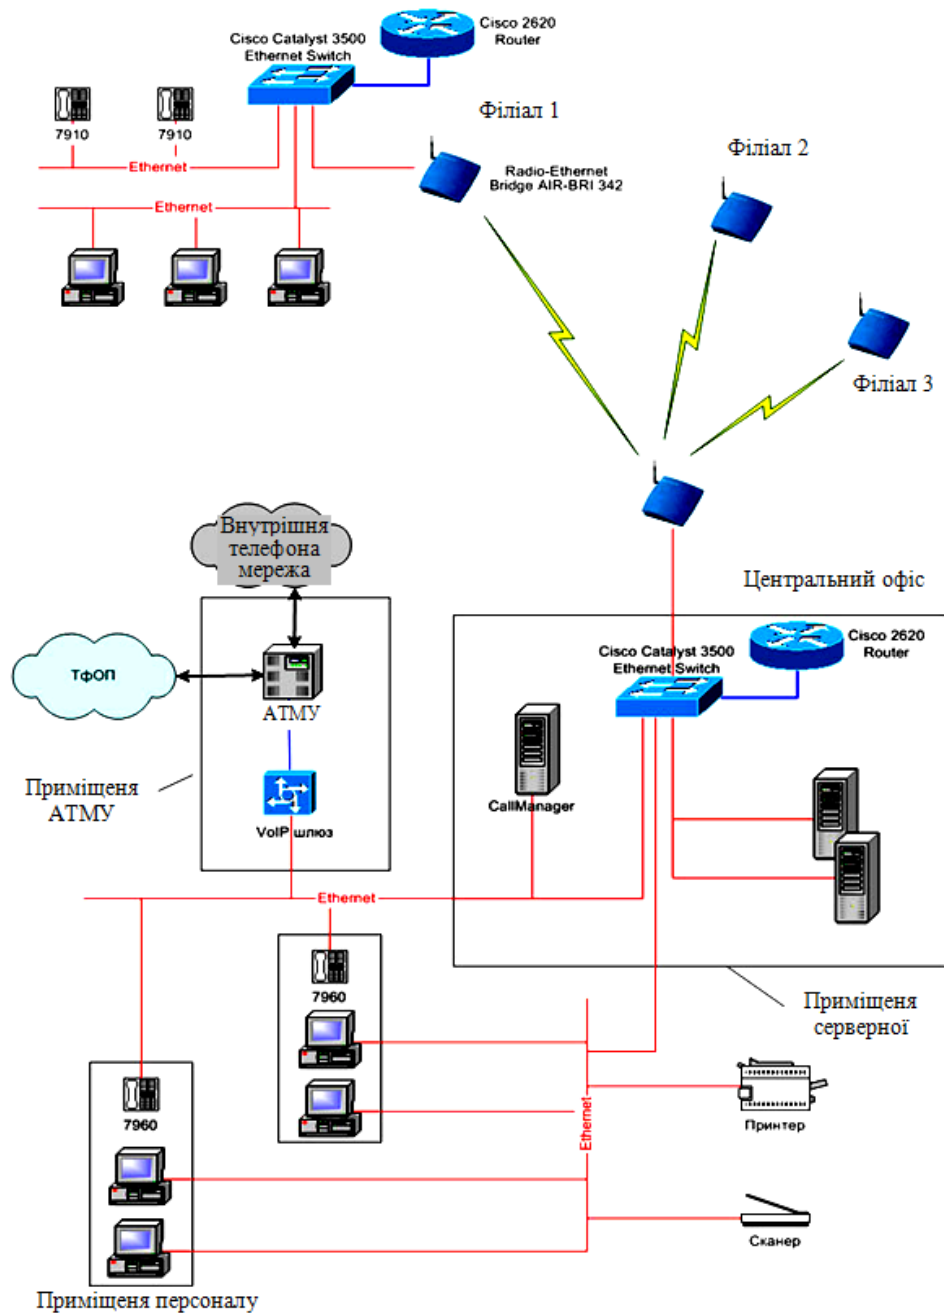 Cisco 2620
Router
Cisco Catalyst 3500
Ethernet Switch
7910
7910
Ethernet
Ethernet
Філіал 1
Radio-Ethernet
Bridge AIR-BRI 342
Філіал 2
Філіал 3
Внутрішня
телефона
мережа
ТфОП
АТМУ
Приміщеня
АТМУ
VoIP шлюз
Центральний офіс
Cisco 2620
Router
Cisco Catalyst 3500
Ethernet Switch
CallManager
Ethernet
7960
Приміщеня
серверної
7960
Ethernet
Принтер
Сканер
Приміщеня персоналу